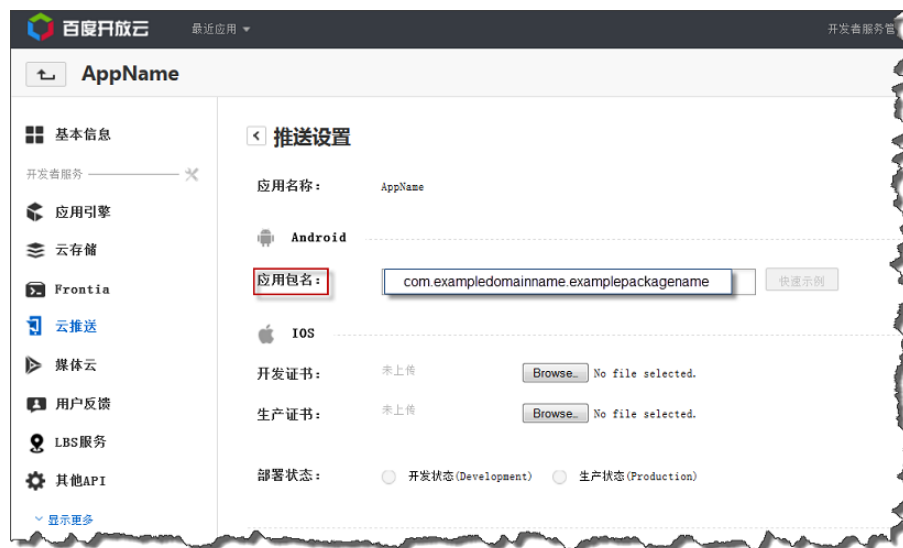 百度开放云 最近应用 开发者服务管
AppName
基本信息
开发者服务
应用引擎
云存储
Frontia
云推送
媒体云
用户反馈
LBS服务
其他API
显示更多
推送设置
应用名称： AppName
Android
应用包名： com.exampledomainname.examplepackagename 快速示例
IOS
开发证书： 未上传 Browse_ No file selected.
生产证书： 未上传 Browse_ No file selected.
部署状态： 开发状态(Development) 生产状态(Production)